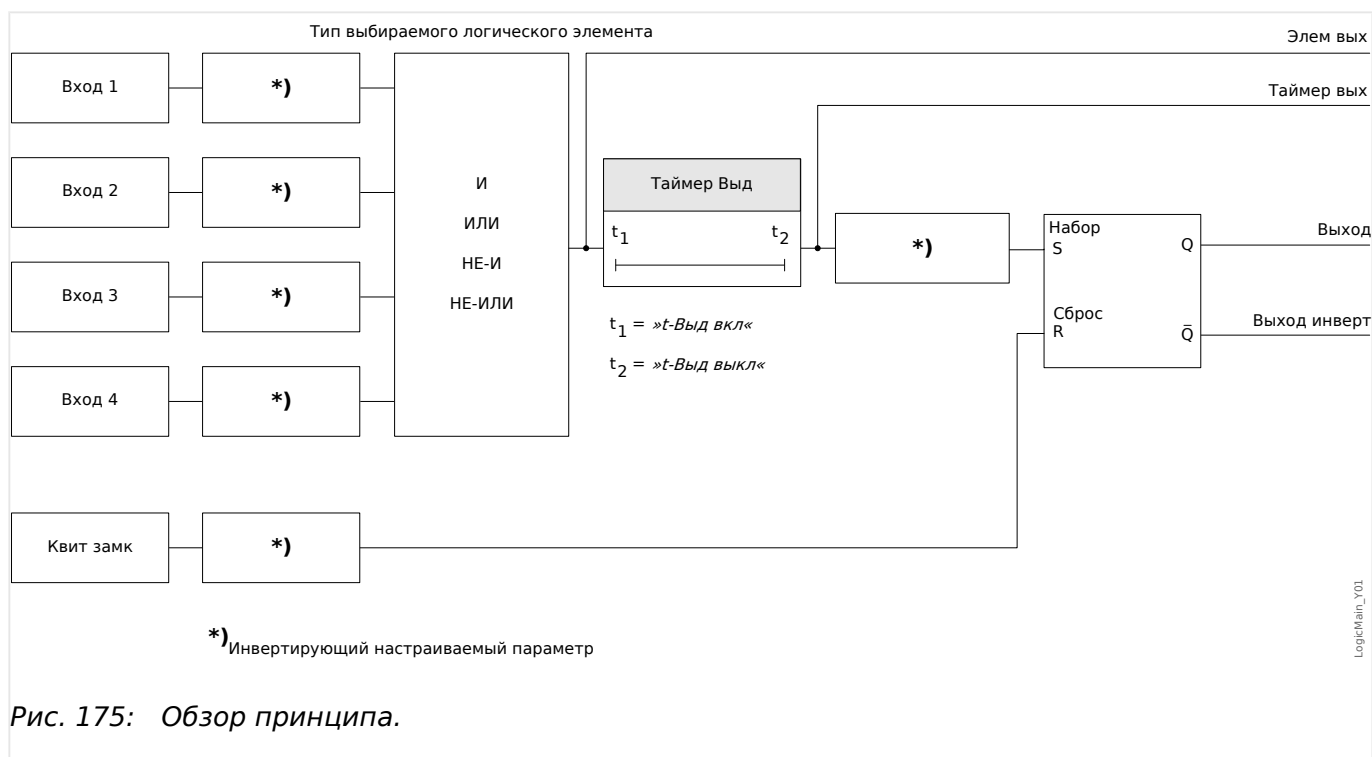 Тип выбираемого логического элемента
Элем вых
Вход 1
*)
Таймер вых
Вход 2
*)
И
ИЛИ
НЕ-И
НЕ-ИЛИ
Таймер Выд
t1
t2
*)
Набор
S
Q
Выход
Вход 3
*)
t1 = »t-Выд вкл«
t2 = »t-Выд выкл«
Сброс
R
Q̅
Выход инверт
Вход 4
*)
Квит замк
*)
*)Инвертирующий настраиваемый параметр
LogicMain_Y01
Рис. 175: Обзор принципа.